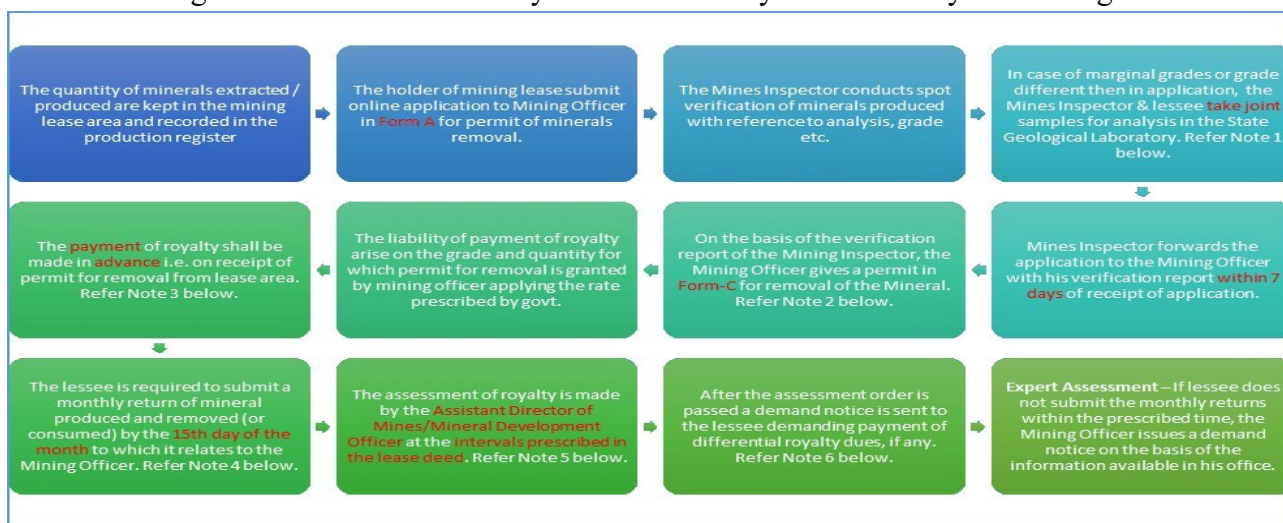 The quantity of minerals extracted /
produced are kept in the mining
lease area and recorded in the
production register
The holder of mining lease submit
online application to Mining Officer
in Form A for permit of minerals
removal.
The Mines Inspector conducts spot
verification of minerals produced
with reference to analysis, grade
etc.
In case of marginal grades or grade
different then in application, the
Mines Inspector & lessee take joint
samples for analysis in the State
Geological Laboratory. Refer Note 1
below.
Mines Inspector forwards the
application to the Mining Officer
with his verification report within 7
days of receipt of application.
On the basis of the verification
report of the Mining Inspector, the
Mining Officer gives a permit in
Form-C for removal of the Mineral.
Refer Note 2 below.
The liability of payment of royalty
arise on the grade and quantity for
which permit for removal is granted
by mining officer applying the rate
prescribed by govt.
The payment of royalty shall be
made in advance i.e. on receipt of
permit for removal from lease area.
Refer Note 3 below.
The lessee is required to submit a
monthly return of mineral
produced and removed (or
consumed) by the 15th day of the
month to which it relates to the
Mining Officer. Refer Note 4 below.
The assessment of royalty is made
by the Assistant Director of
Mines/Mineral Development
Officer at the intervals prescribed in
the lease deed. Refer Note 5 below.
After the assessment order is
passed a demand notice is sent to
the lessee demanding payment of
differential royalty dues, if any.
Refer Note 6 below.
Expert Assessment – If lessee does
not submit the monthly returns
within the prescribed time, the
Mining Officer issues a demand
notice on the basis of the
information available in his office.